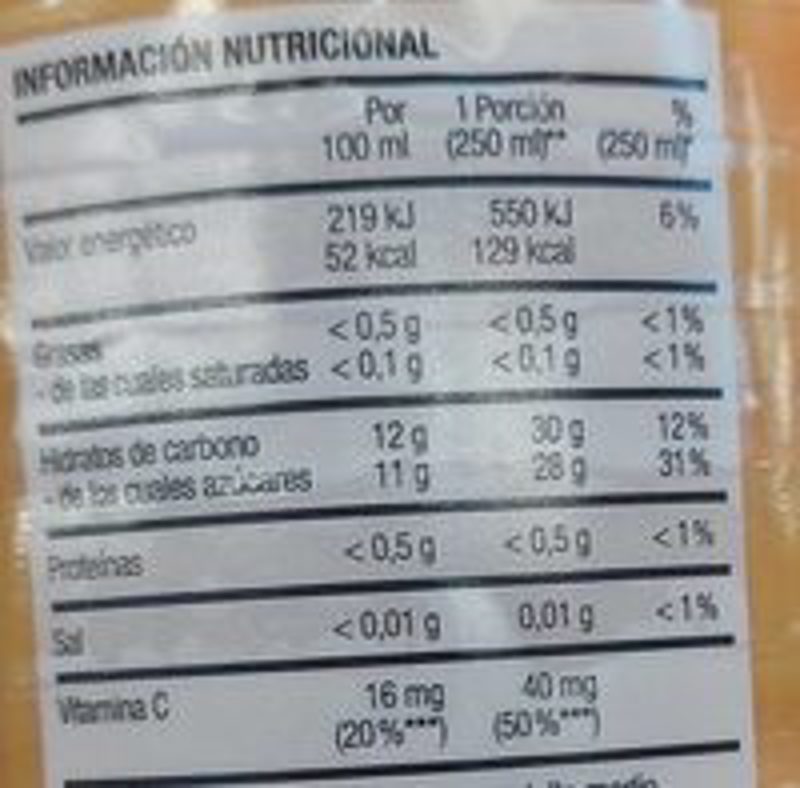 INFORMACIÓN NUTRICIONAL
Por 1 Porción %
100 ml (250 ml)** (250 ml)*
Valor energético 219 kJ 550 kJ 6%
52 kcal 129 kcal
Grasas <0,5 g <0,5 g <1%
- de las cuales saturadas <0,1 g <0,1 g <1%
Hidratos de carbono 12 g 30 g 12%
- de los cuales azúcares 11 g 28 g 31%
Proteínas <0,5 g <0,5 g <1%
Sal <0,01 g 0,01 g <1%
Vitamina C 16 mg 40 mg
(20%***) (50%***)
medio